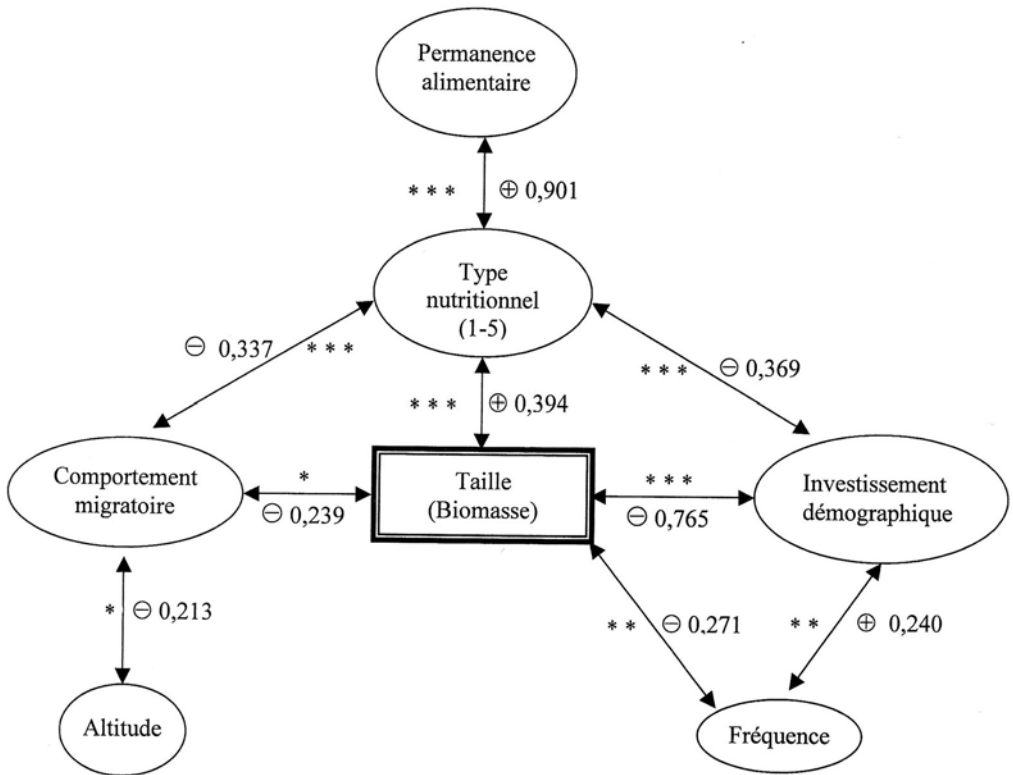 Permanence
alimentaire
* * * ⊕ 0,901
Type
nutritionnel
(1-5)
⊖ 0,337 * * *
* * * ⊖ 0,369
* * * ⊕ 0,394
Comportement
migratoire
*
⊖ 0,239
Taille
(Biomasse)
* * *
⊖ 0,765
Investissement
démographique
* ⊖ 0,213
* * ⊖ 0,271
* * ⊕ 0,240
Altitude
Fréquence